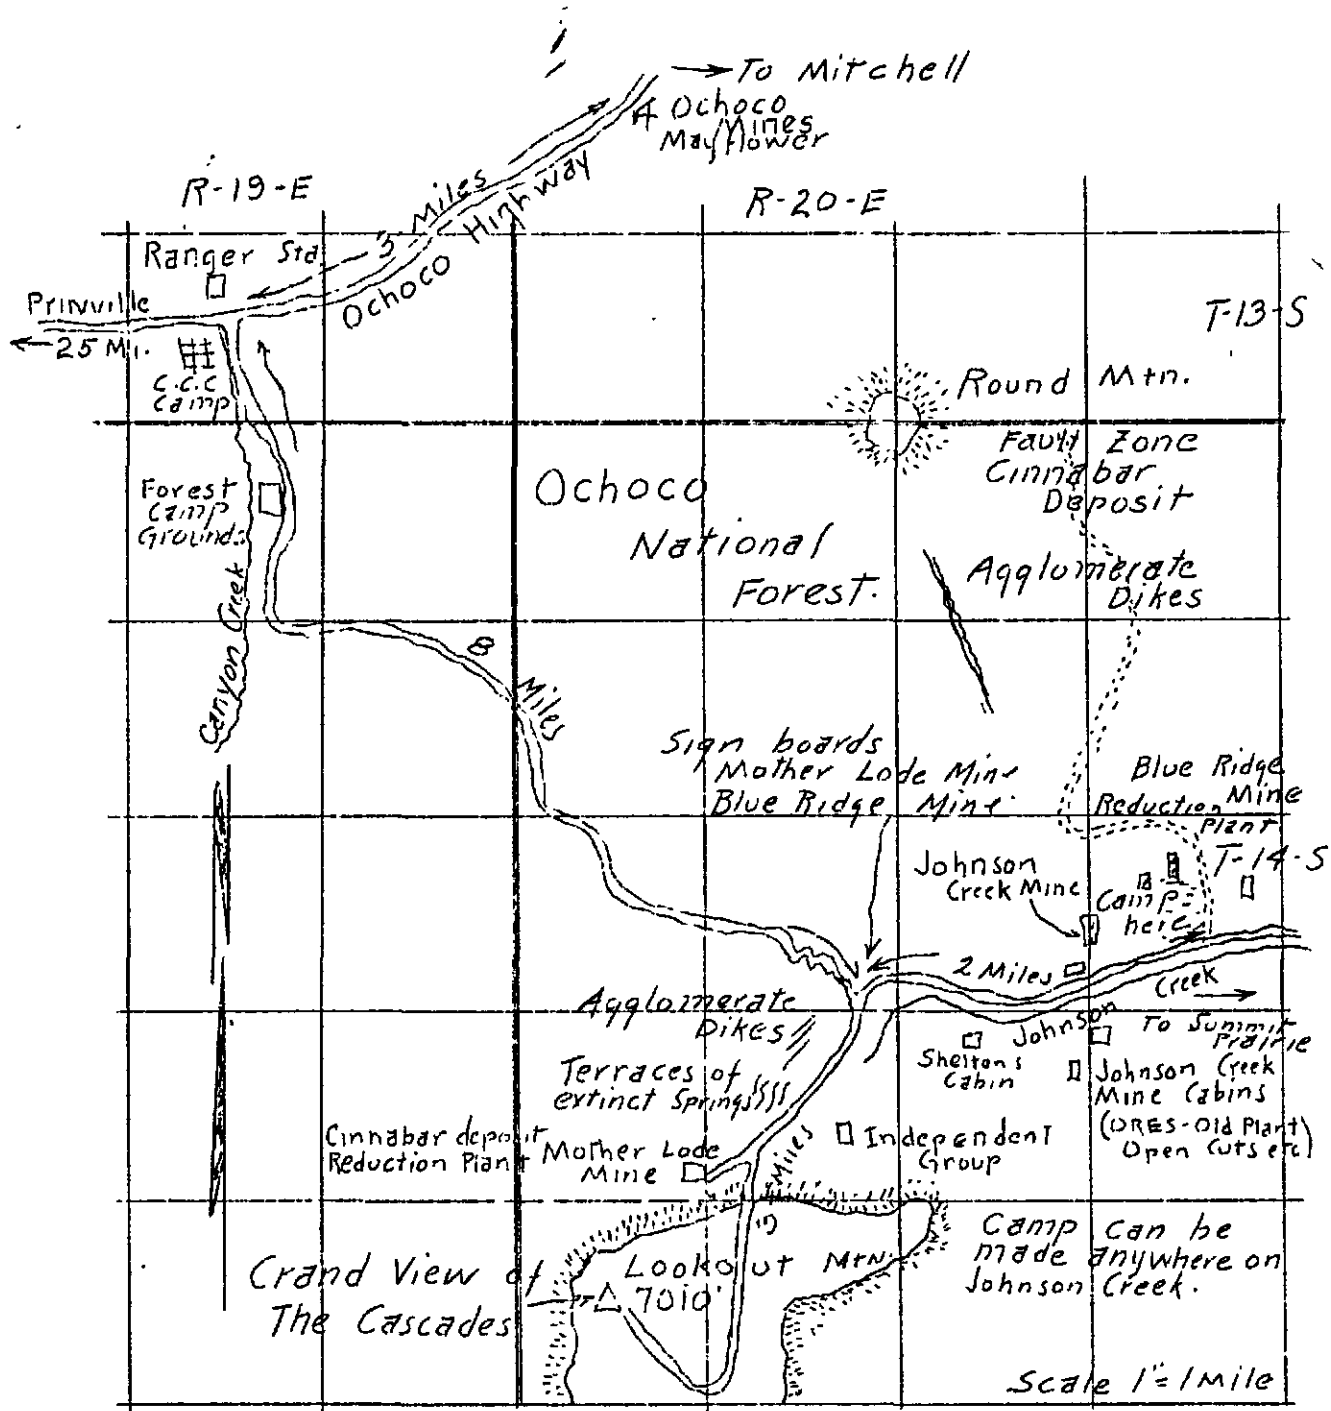 To Mitchell
Ochoco
Mines
Mayflower
R-19-E
R-20-E
3 Miles
Ochoco Highway
Ranger Sta
Prinville
25 Mi.
T-13-S
C.C.C
Camp
Round Mtn.
Fault Zone
Cinnabar
Deposit
Forest
Camp
Grounds
Ochoco
National
Forest.
Agglomerate
Dikes
Canyon Creek
8 Miles
Sign boards
Mother Lode Mine
Blue Ridge Mine
Blue Ridge
Mine
Reduction
Plant
T-14-S
Johnson
Creek Mine
Camp
here
2 Miles
Johnson Creek
To Summit
Prairie
Agglomerate
Dikes
Sheltons
Cabin
Johnson Creek
Mine Cabins
(ORES-Old Plant)
Open Cuts etc)
Terraces of
extinct Springs
Cinnabar deposit
Reduction Plant
Mother Lode
Mine
Independent
Group
Miles
Lookout Mtn.
7010'
Crand View of
The Cascades
Camp can be
made anywhere on
Johnson Creek.
Scale 1"=1Mile